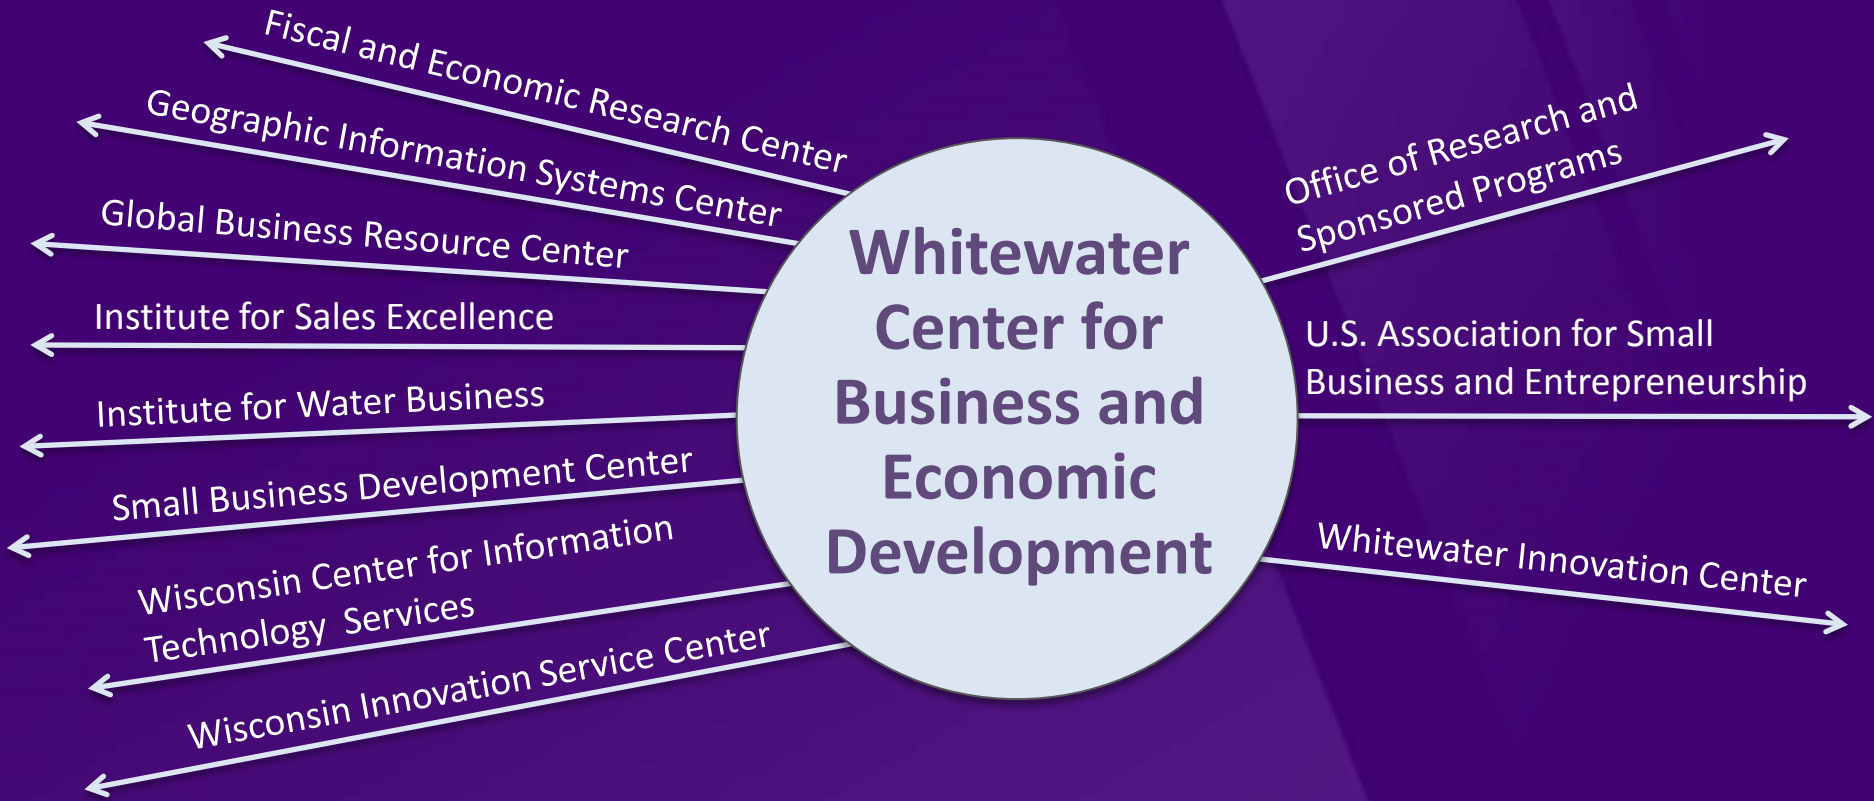 Fiscal and Economic Research Center
Geographic Information Systems Center
Global Business Resource Center
Institute for Sales Excellence
Institute for Water Business
Small Business Development Center
Wisconsin Center for Information
Technology Services
Wisconsin Innovation Service Center
Whitewater
Center for
Business and
Economic
Development
Office of Research and
Sponsored Programs
U.S. Association for Small
Business and Entrepreneurship
Whitewater Innovation Center